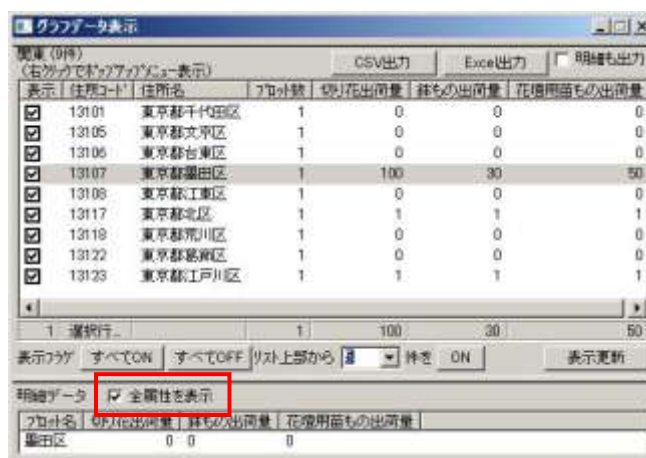 グラフデータ表示
関東 (9件)
(右クリックでポップアップメニュー表示)
CSV出力 Excel出力 明細も出力
表示 住所コード 住所名 プロット数 切り花出荷量 鉢もの出荷量 花壇用苗もの出荷量
13101 東京都千代田区 1 0 0 0
13105 東京都文京区 1 0 0 0
13106 東京都台東区 1 0 0 0
13107 東京都墨田区 1 100 30 50
13108 東京都江東区 1 0 0 0
13117 東京都北区 1 1 1 1
13118 東京都荒川区 1 0 0 0
13122 東京都葛飾区 1 0 0 0
13123 東京都江戸川区 1 1 1 1
1 選択行... 1 100 30 50
表示フラグ すべてON すべてOFF リスト上部から 件を ON 表示更新
明細データ 全属性を表示
プロット名 切り花出荷量 鉢もの出荷量 花壇用苗もの出荷量
墨田区 0 0 0